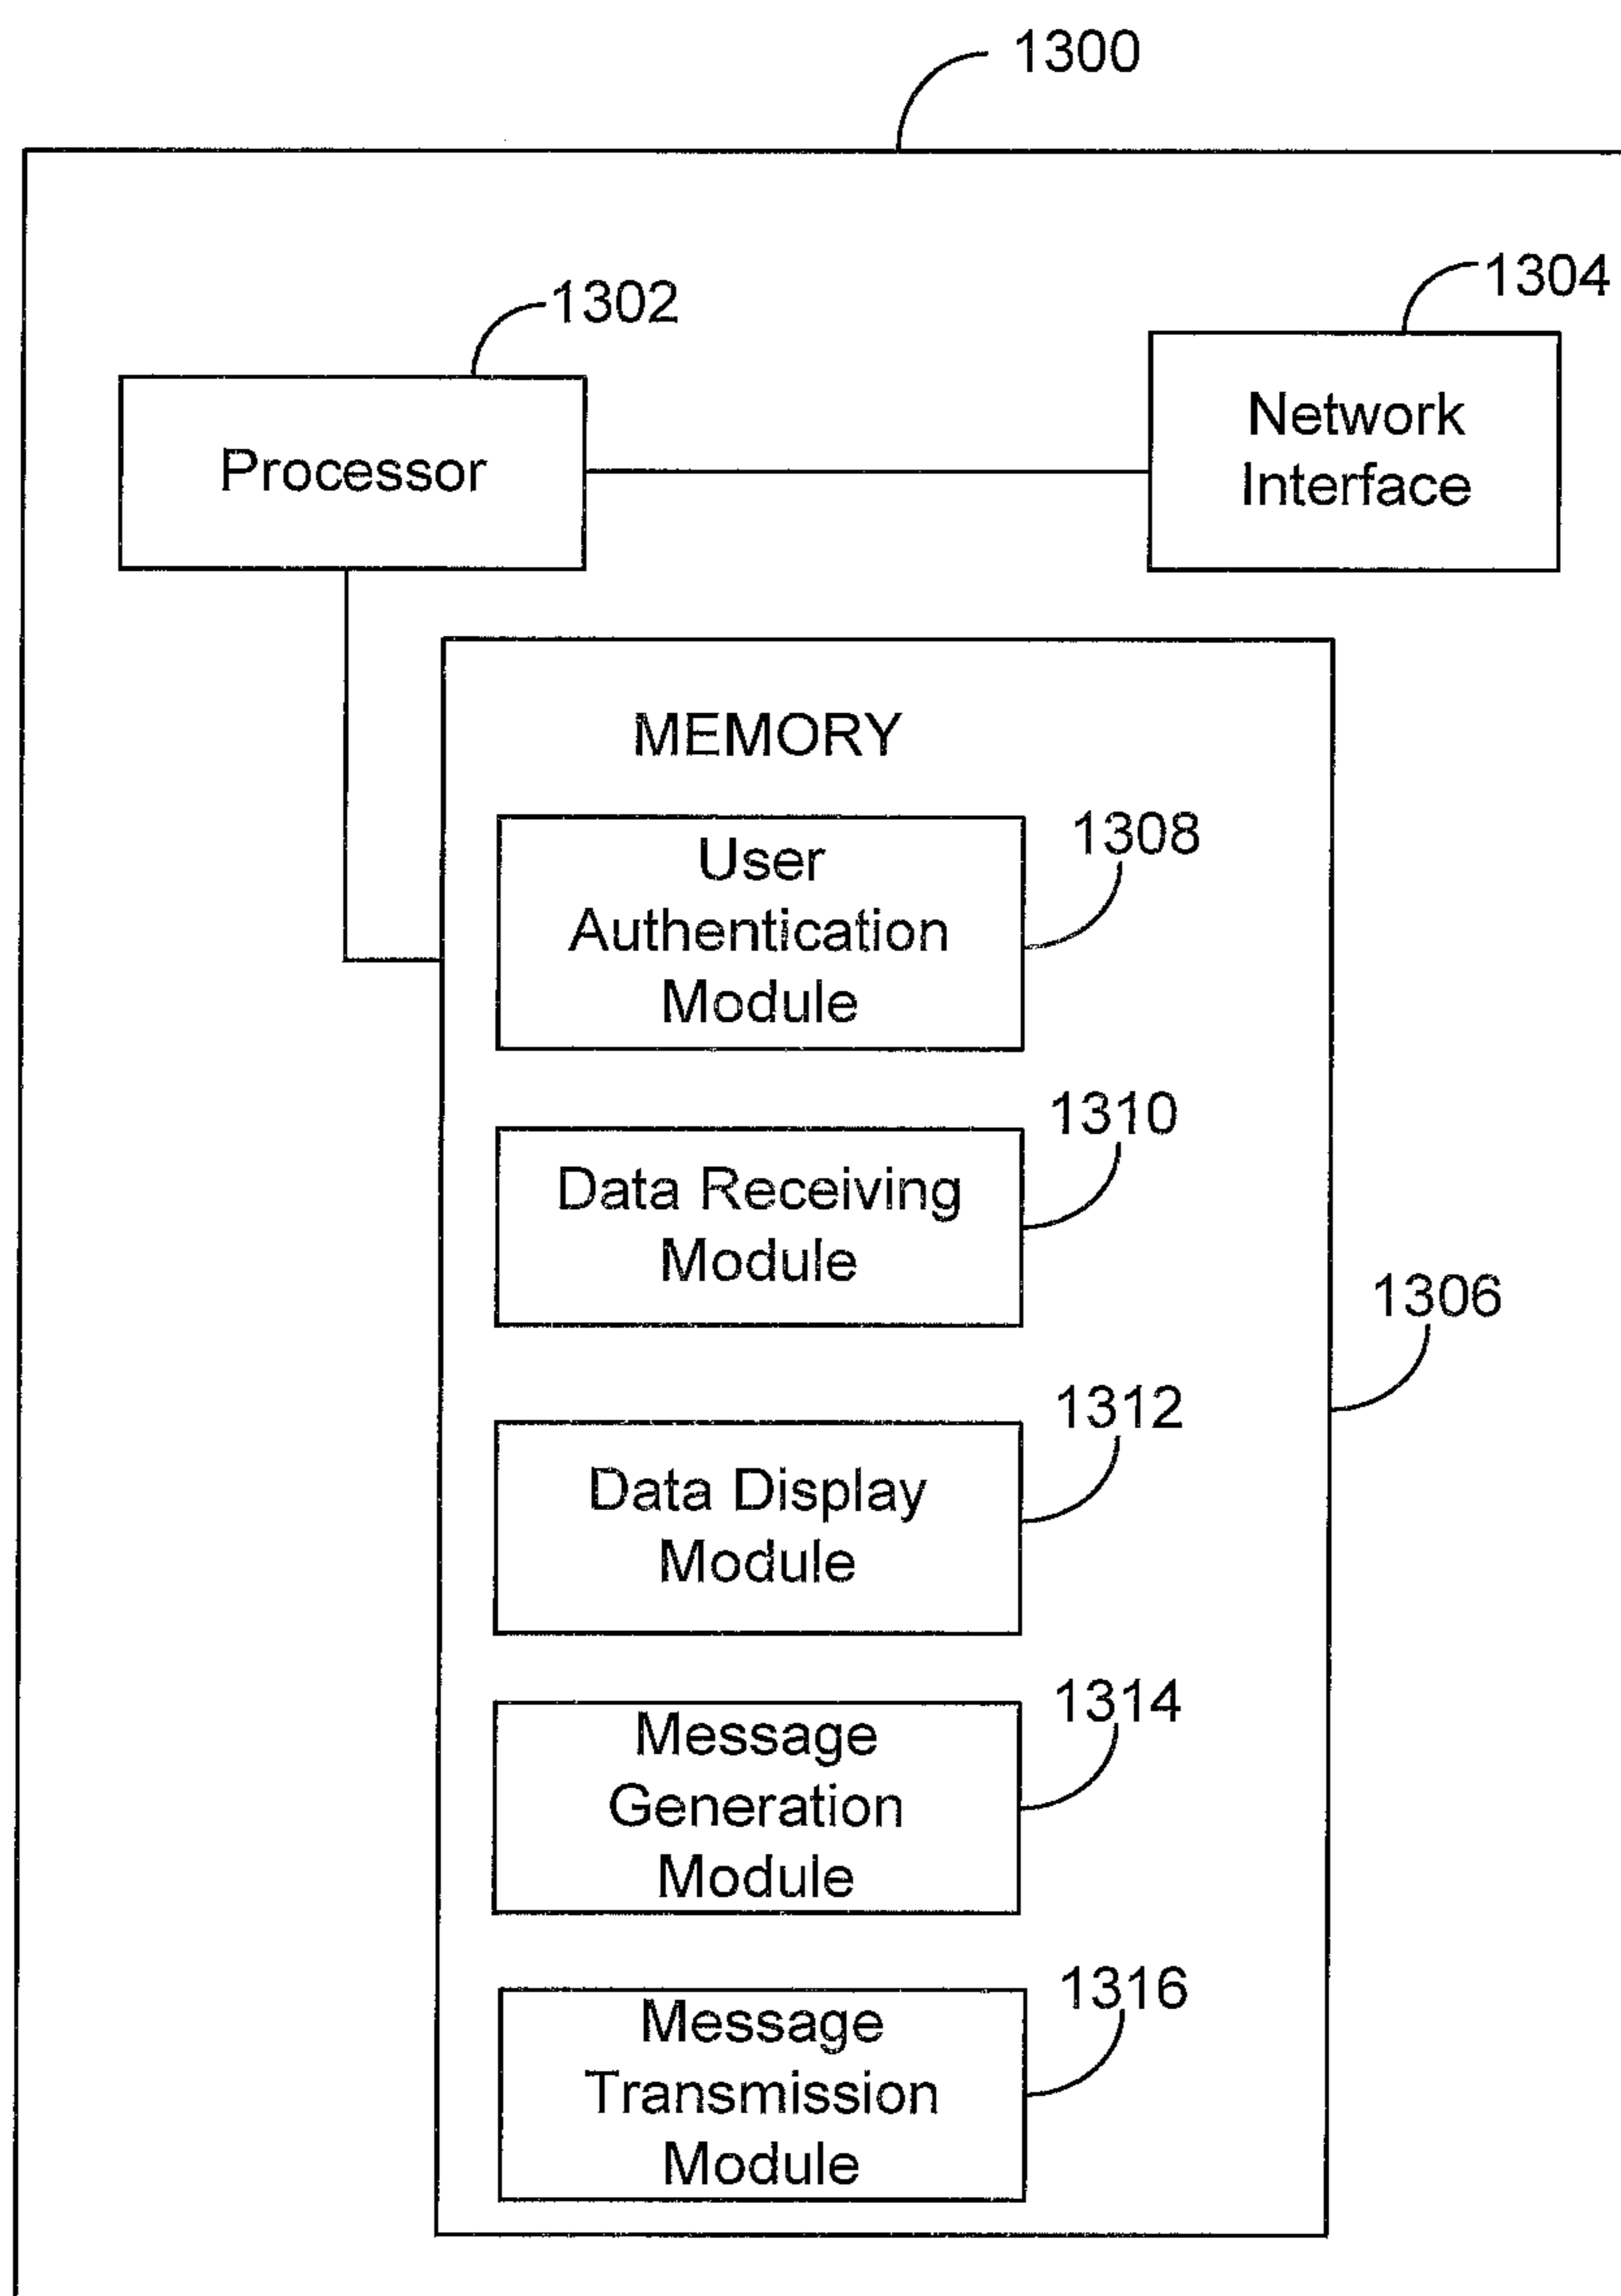 1300
1302
1304
Processor
Network
Interface
MEMORY
User
Authentication
Module
1308
Data Receiving
Module
1310
1306
Data Display
Module
1312
Message
Generation
Module
1314
Message
Transmission
Module
1316